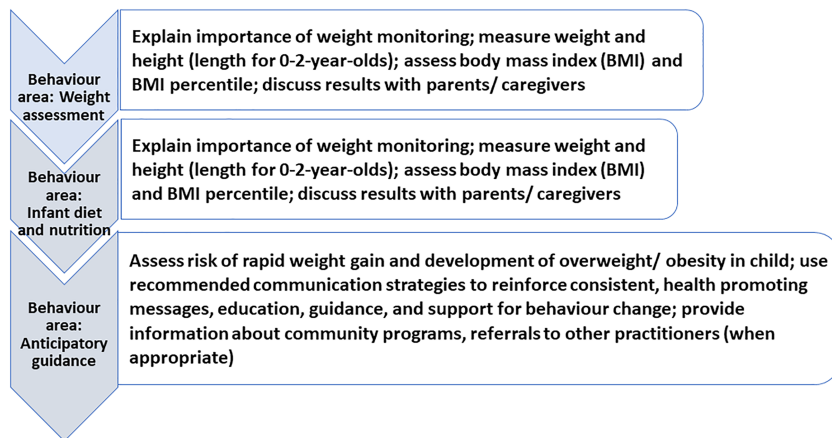 Behaviour
area: Weight
assessment
Explain importance of weight monitoring; measure weight and
height (length for 0-2-year-olds); assess body mass index (BMI) and
BMI percentile; discuss results with parents/ caregivers
Behaviour
area:
Infant diet
and nutrition
Explain importance of weight monitoring; measure weight and
height (length for 0-2-year-olds); assess body mass index (BMI)
and BMI percentile; discuss results with parents/ caregivers
Behaviour
area:
Anticipatory
guidance
Assess risk of rapid weight gain and development of overweight/ obesity in child; use
recommended communication strategies to reinforce consistent, health promoting
messages, education, guidance, and support for behaviour change; provide
information about community programs, referrals to other practitioners (when
appropriate)